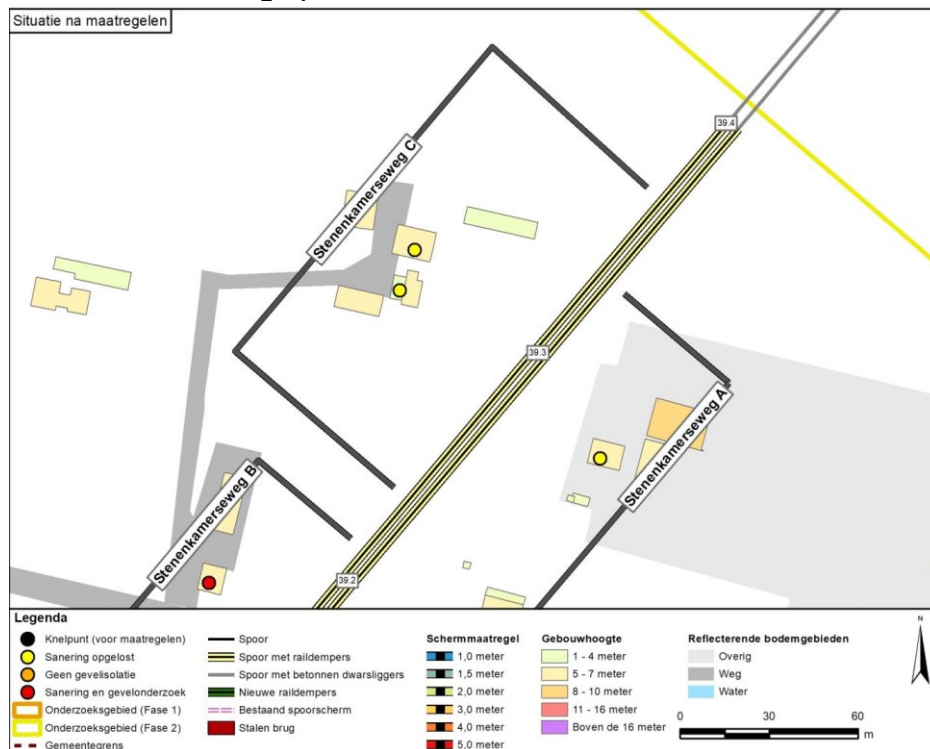 Situatie na maatregelen
39.4
Stenenkamerseweg C
39.3
Stenenkamerseweg A
Stenenkamerseweg B
39.2
Legenda
Knelpunt (voor maatregelen)
Sanering opgelost
Geen gevelisolatie
Sanering en gevelonderzoek
Onderzoeksgebied (Fase 1)
Onderzoeksgebied (Fase 2)
Gemeentegrens
Spoor
Spoor met raildempers
Spoor met betonnen dwarsliggers
Nieuwe raildempers
Bestaand spoorscherm
Stalen brug
Schermmaatregel
1,0 meter
1,5 meter
2,0 meter
3,0 meter
4,0 meter
5,0 meter
Gebouwhoogte
1 - 4 meter
5 - 7 meter
8 - 10 meter
11 - 16 meter
Boven de 16 meter
Reflecterende bodemgebieden
Overig
Weg
Water
N
0 30 60
m